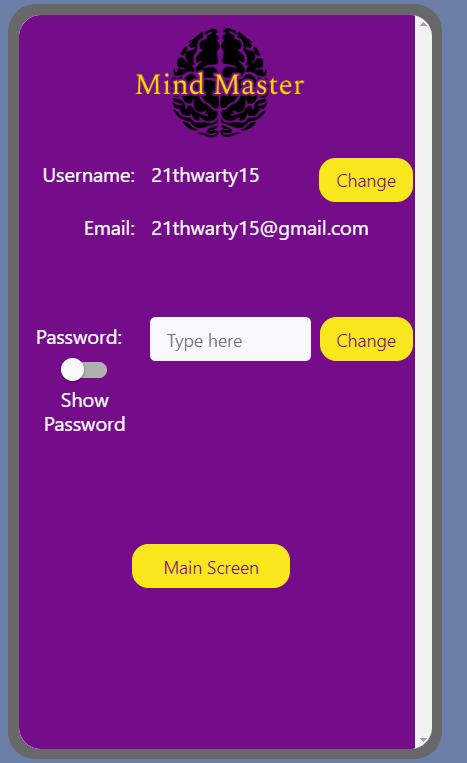 Mind Master
Username: 21thwarty15 Change
Email: 21thwarty15@gmail.com
Password: Type here Change
Show
Password
Main Screen